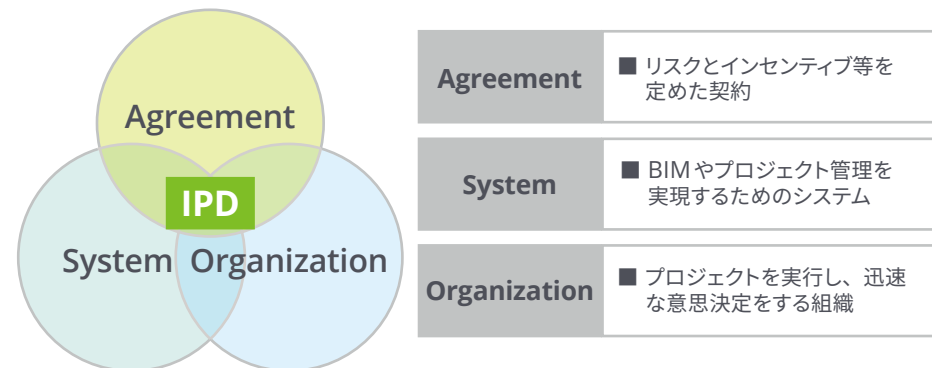 Agreement
IPD
System
Organization
Agreement
■ リスクとインセンティブ等を
定めた契約
System
■ BIMやプロジェクト管理を
実現するためのシステム
Organization
■ プロジェクトを実行し、迅速
な意思決定をする組織